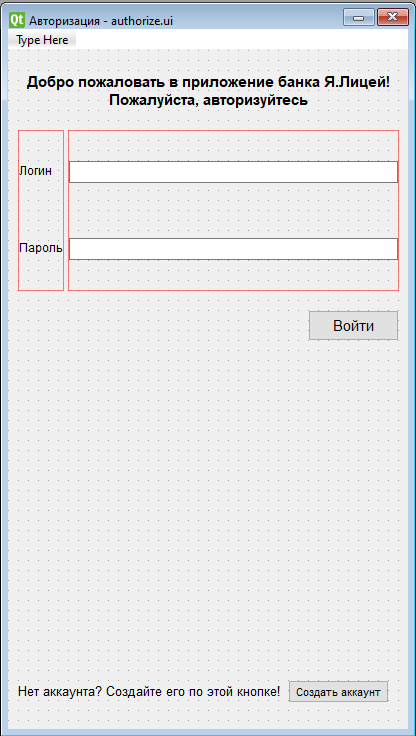 Qt Авторизация - authorize.ui
Type Here
Добро пожаловать в приложение банка Я.Лицей!
Пожалуйста, авторизуйтесь
Логин
Пароль
Войти
Нет аккаунта? Создайте его по этой кнопке! Создать аккаунт